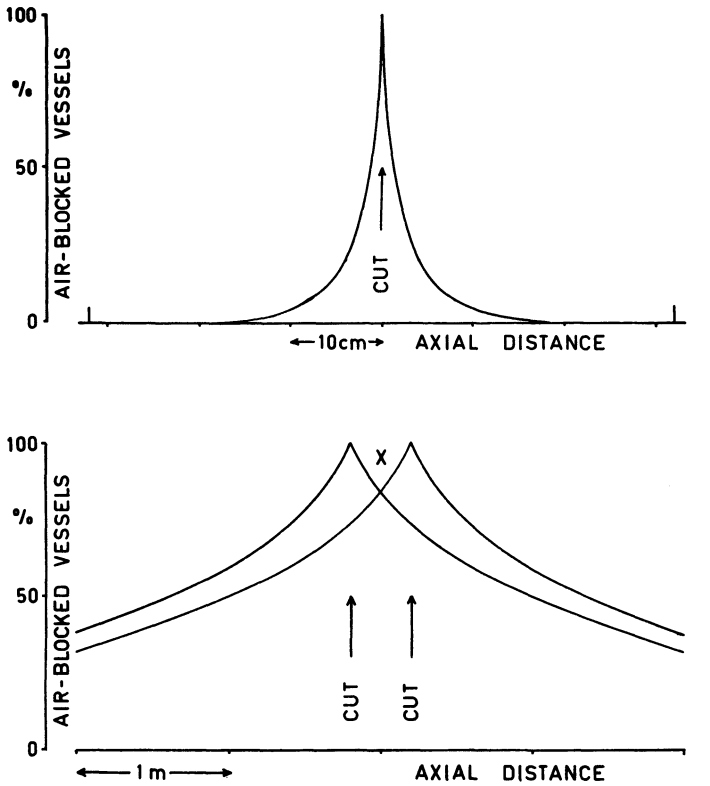 100
%
AIR-BLOCKED VESSELS
50
CUT
0
10cm
AXIAL DISTANCE
100
X
%
AIR-BLOCKED VESSELS
50
CUT
CUT
0
1m
AXIAL DISTANCE